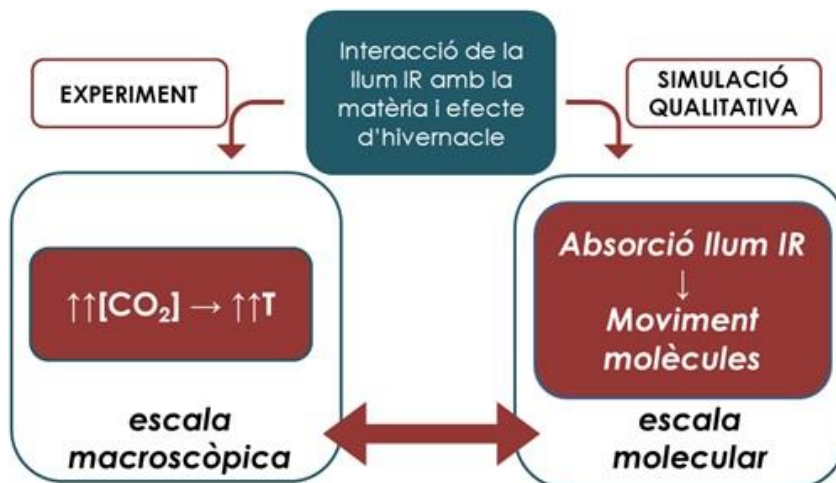 Interacció de la
llum IR amb la
matèria i efecte
d'hivernacle
EXPERIMENT
SIMULACIÓ
QUALITATIVA
↑↑[CO₂] → ↑↑T
escala
macroscòpica
Absorció llum IR
↓
Moviment
molècules
escala
molecular